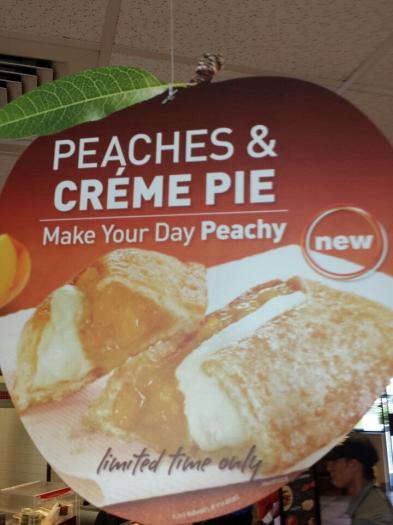 PEACHES &
CRÉME PIE
Make Your Day Peachy
new
limited time only